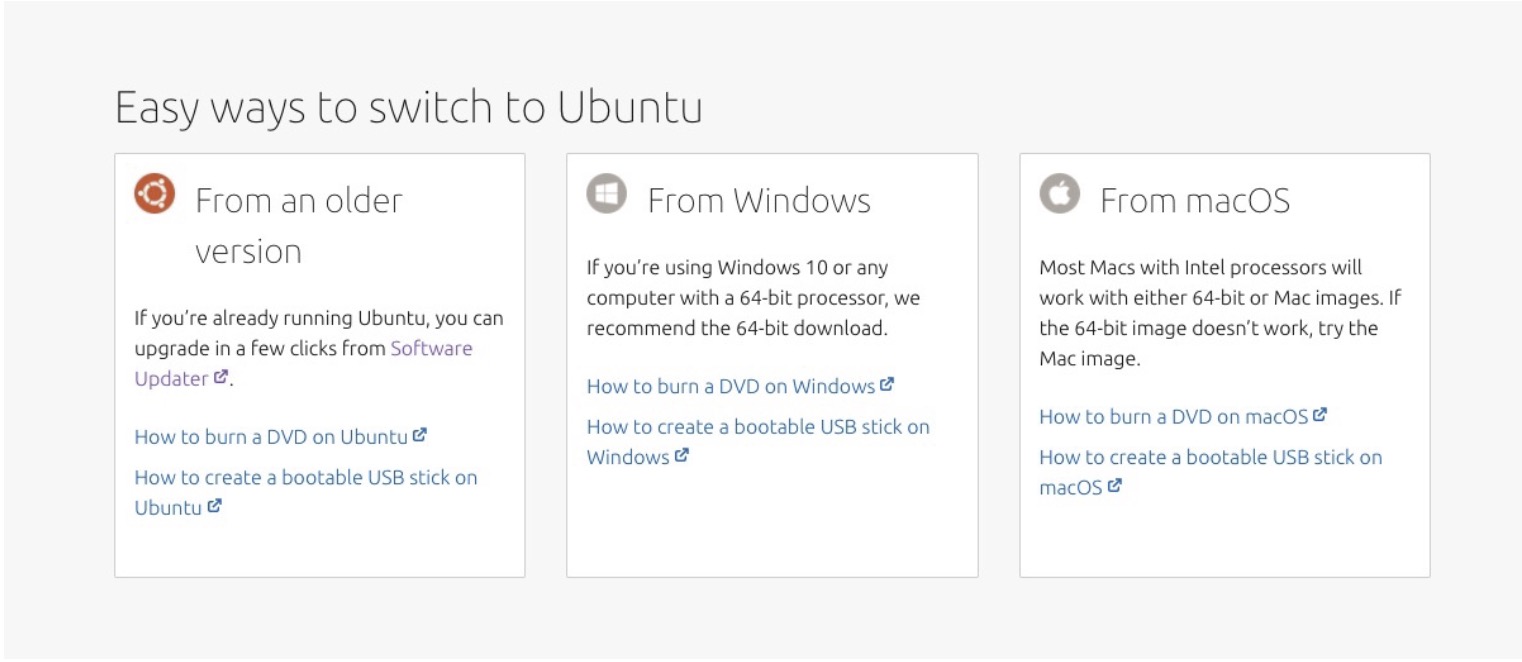 Easy ways to switch to Ubuntu
From an older
version
If you’re already running Ubuntu, you can
upgrade in a few clicks from Software
Updater.
How to burn a DVD on Ubuntu
How to create a bootable USB stick on
Ubuntu
From Windows
If you’re using Windows 10 or any
computer with a 64-bit processor, we
recommend the 64-bit download.
How to burn a DVD on Windows
How to create a bootable USB stick on
Windows
From macOS
Most Macs with Intel processors will
work with either 64-bit or Mac images. If
the 64-bit image doesn’t work, try the
Mac image.
How to burn a DVD on macOS
How to create a bootable USB stick on
macOS